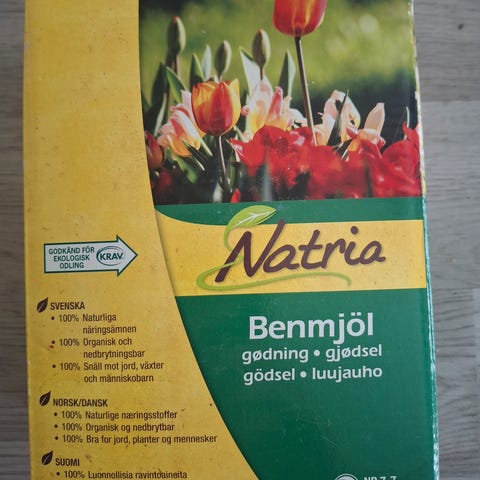 GODKÄND FÖR
EKOLOGISK
ODLING
KRAV
Natria
Benmjöl
gødning • gjødsel
gödsel • luujauho
SVENSKA
• 100% Naturliga
näringsämnen
• 100% Organisk och
nedbrytningsbar
• 100% Snäll mot jord, växter
och människobarn
NORSK/DANSK
• 100% Naturlige næringsstoffer
• 100% Organisk og nedbrytbar
• 100% Bra for jord, planter og mennesker
SUOMI
• 100% Luonnollisia ravintoaineita